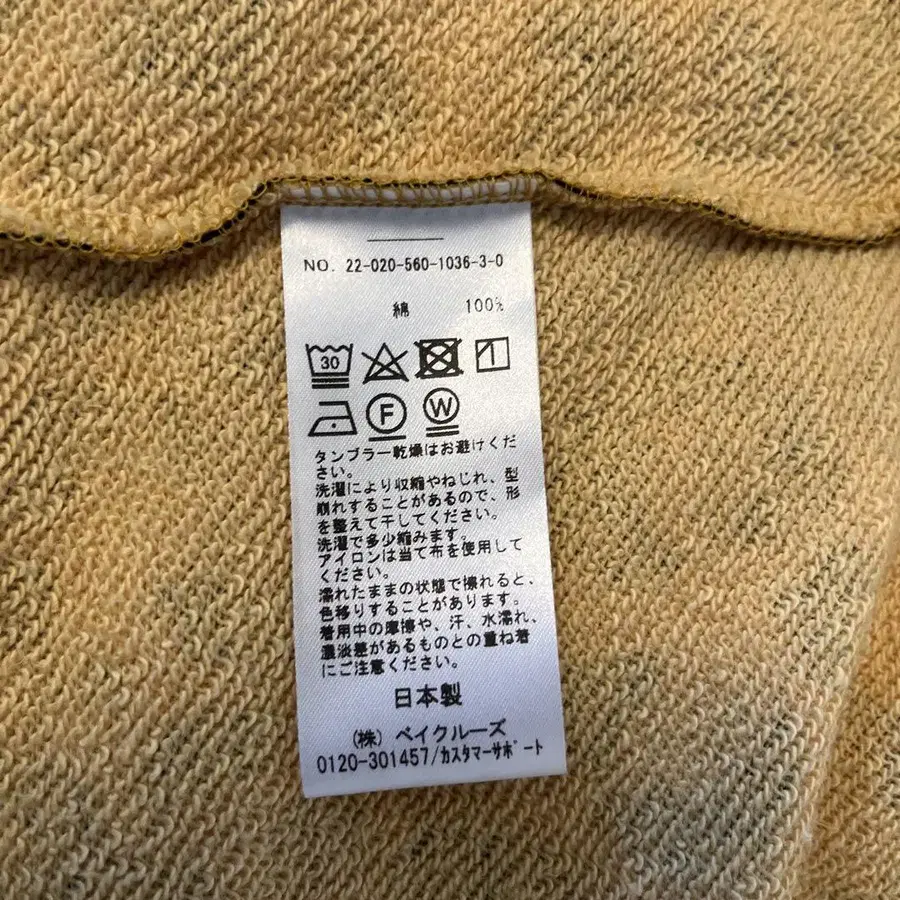 NO. 22-020-560-1036-3-0
綿 100%
30
1
F W
タンブラー乾燥はお避けくだ
さい。
洗濯により収縮やねじれ、型
崩れすることがあるので、形
を整えて干してください。
洗濯で多少縮みます。
アイロンは当て布を使用して
ください。
濡れたままの状態で擦れると、
色移りすることがあります。
着用中の摩擦や、汗、水濡れ、
濃淡差があるものとの重ね着
にご注意ください。
日本製
(株) ベイクルーズ
0120-301457/カスタマーサポート